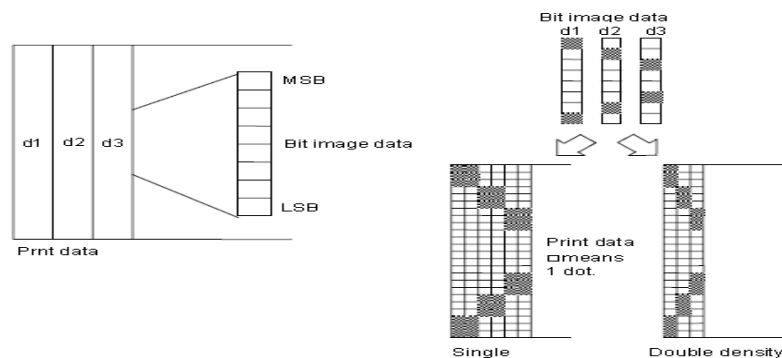 MSB
d1 d2 d3
Bit image data
LSB
Prnt data
Bit image data
d1 d2 d3
Print data
□means
1 dot.
Single
Double density